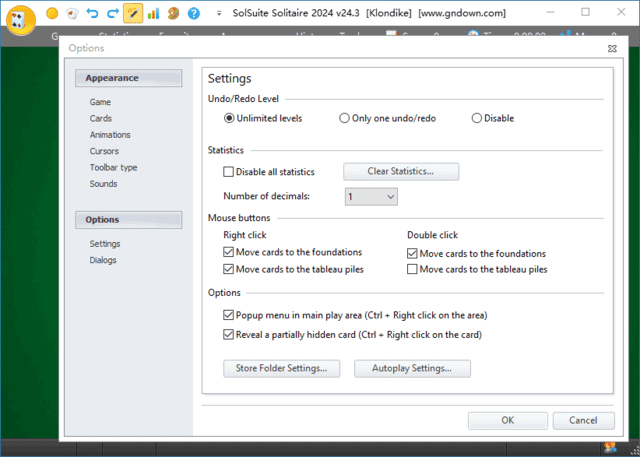 SolSuite Solitaire 2024 v24.3 [Klondike] [www.gndown.com]
Options
Appearance
Game
Cards
Animations
Cursors
Toolbar type
Sounds
Options
Settings
Dialogs
Settings
Undo/Redo Level
Unlimited levels Only one undo/redo Disable
Statistics
Disable all statistics Clear Statistics...
Number of decimals: 1
Mouse buttons
Right click Double click
Move cards to the foundations Move cards to the foundations
Move cards to the tableau piles Move cards to the tableau piles
Options
Popup menu in main play area (Ctrl + Right click on the area)
Reveal a partially hidden card (Ctrl + Right click on the card)
Store Folder Settings... Autoplay Settings...
OK Cancel